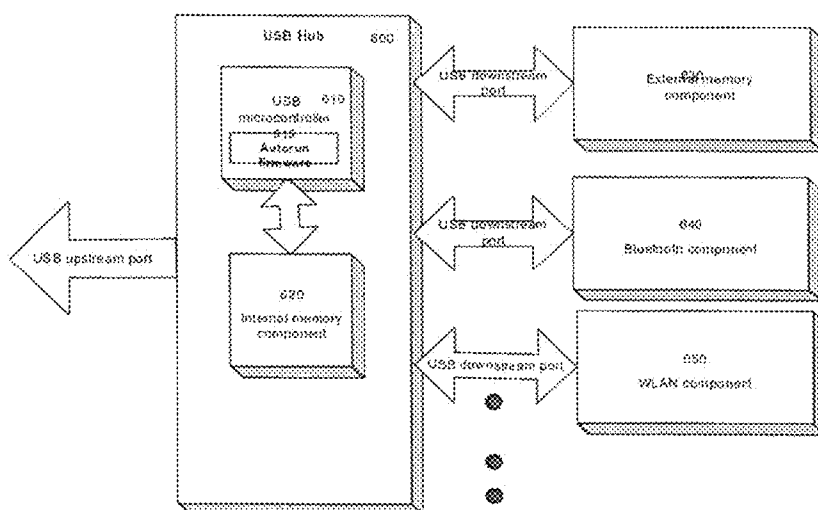 USB Hub 600
USB 610
microcontroller
615
Autorun
firmware
620
Internal memory
component
USB upstream port
USB downstream
port
630
External memory
component
USB downstream
port
640
Bluetooth component
USB downstream port
650
WLAN component